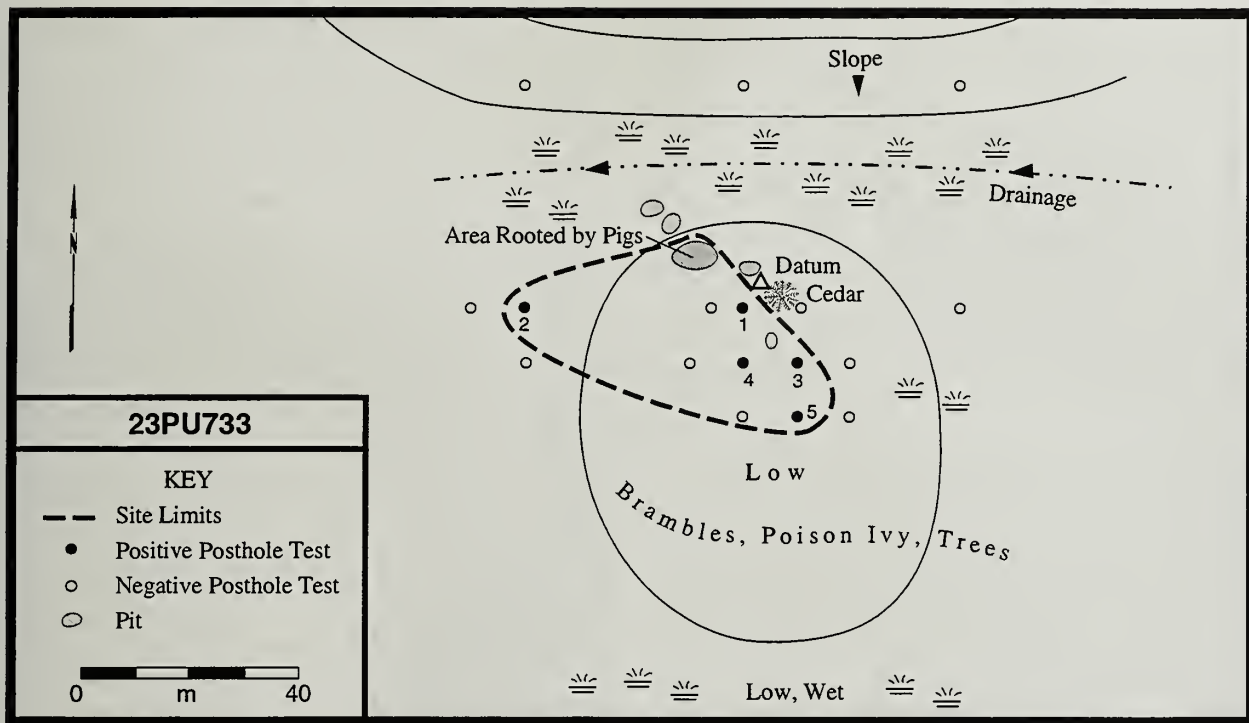 Slope
Drainage
Area Rooted by Pigs
Datum
Cedar
2
1
4
3
5
Low
Brambles, Poison Ivy, Trees
Low, Wet
23PU733
KEY
Site Limits
Positive Posthole Test
Negative Posthole Test
Pit
0 m 40
N